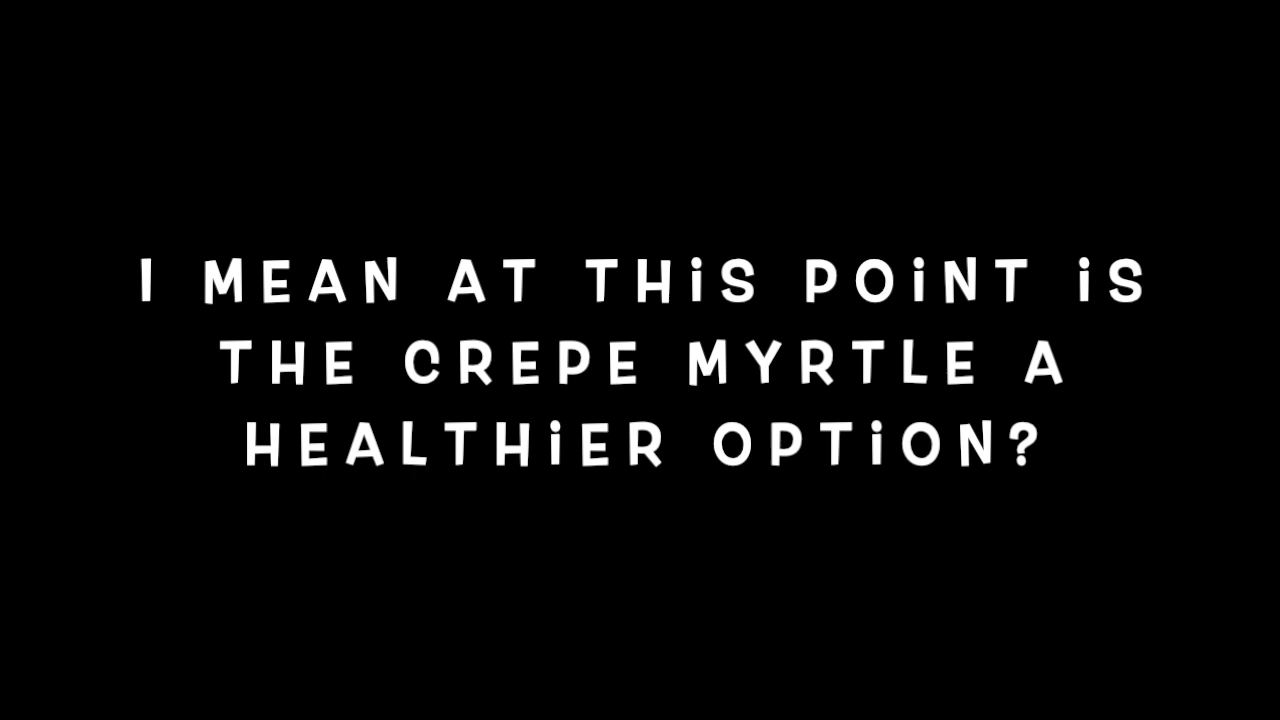 I MEAN AT THiS POiNT iS
THE CREPE MYRTLE A
HEALTHiER OPTiON?